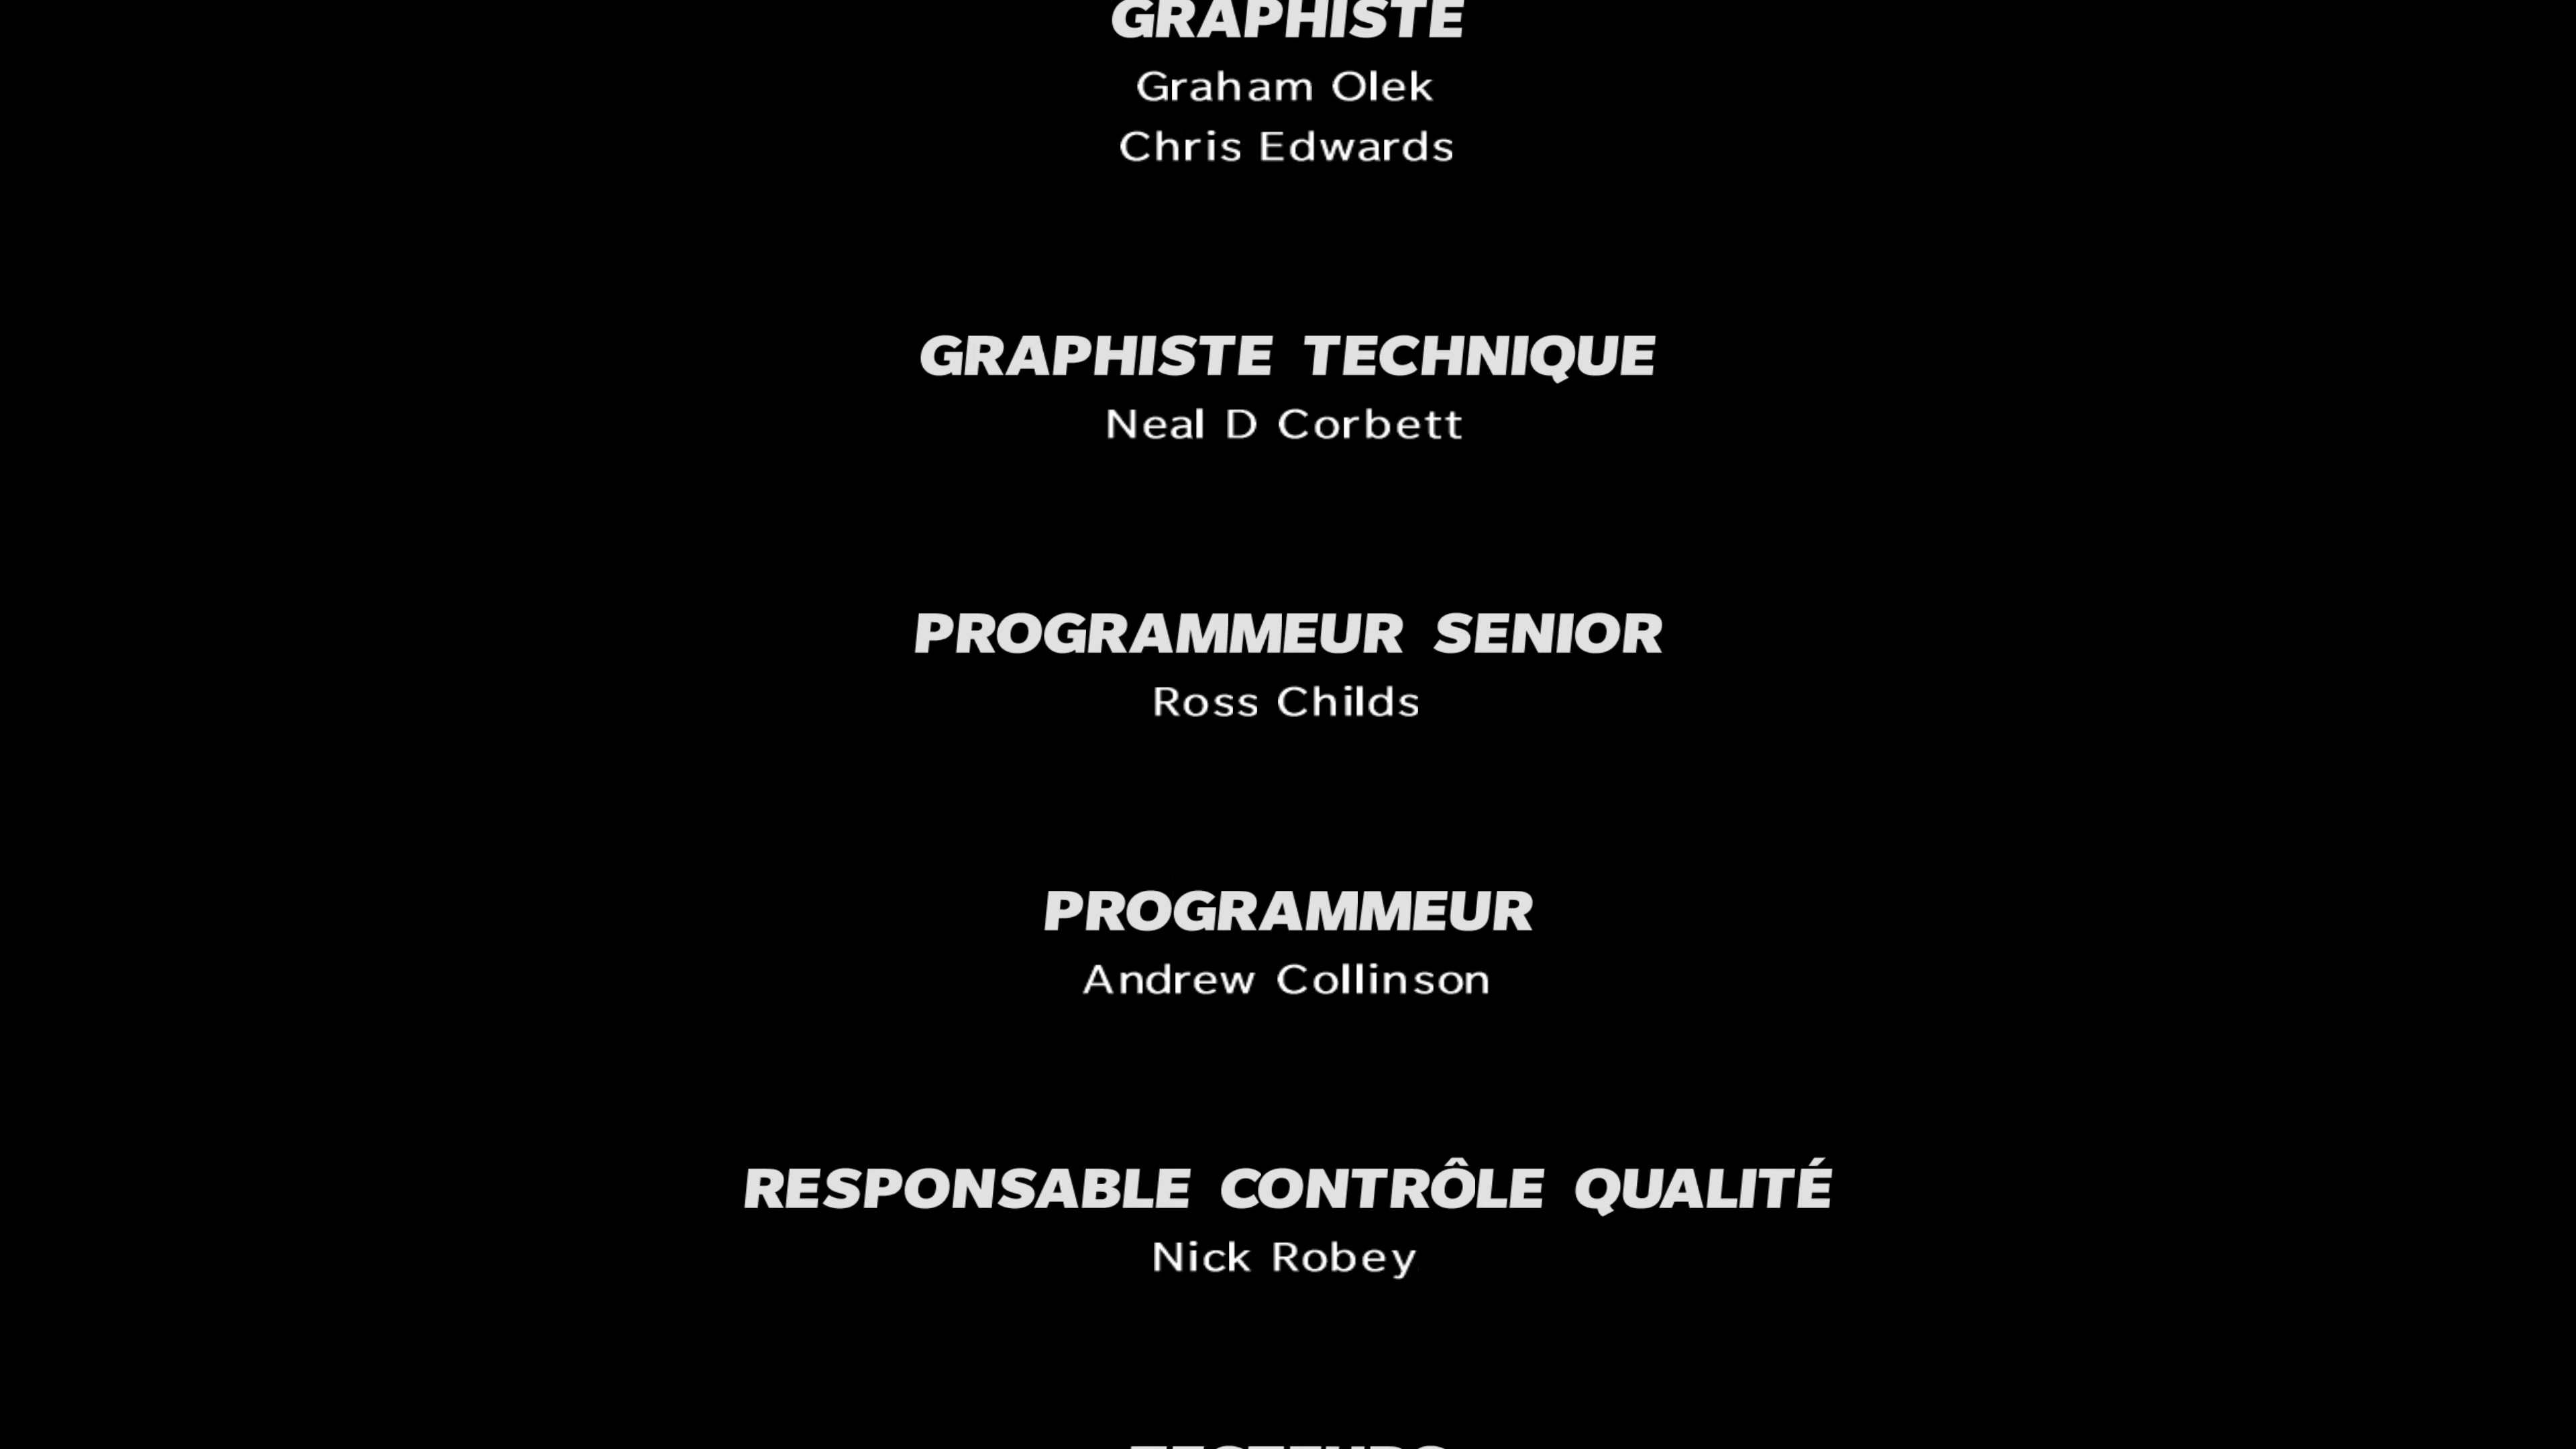 GRAPHISTE
Graham Olek
Chris Edwards
GRAPHISTE TECHNIQUE
Neal D Corbett
PROGRAMMEUR SENIOR
Ross Childs
PROGRAMMEUR
Andrew Collinson
RESPONSABLE CONTRÔLE QUALITÉ
Nick Robey